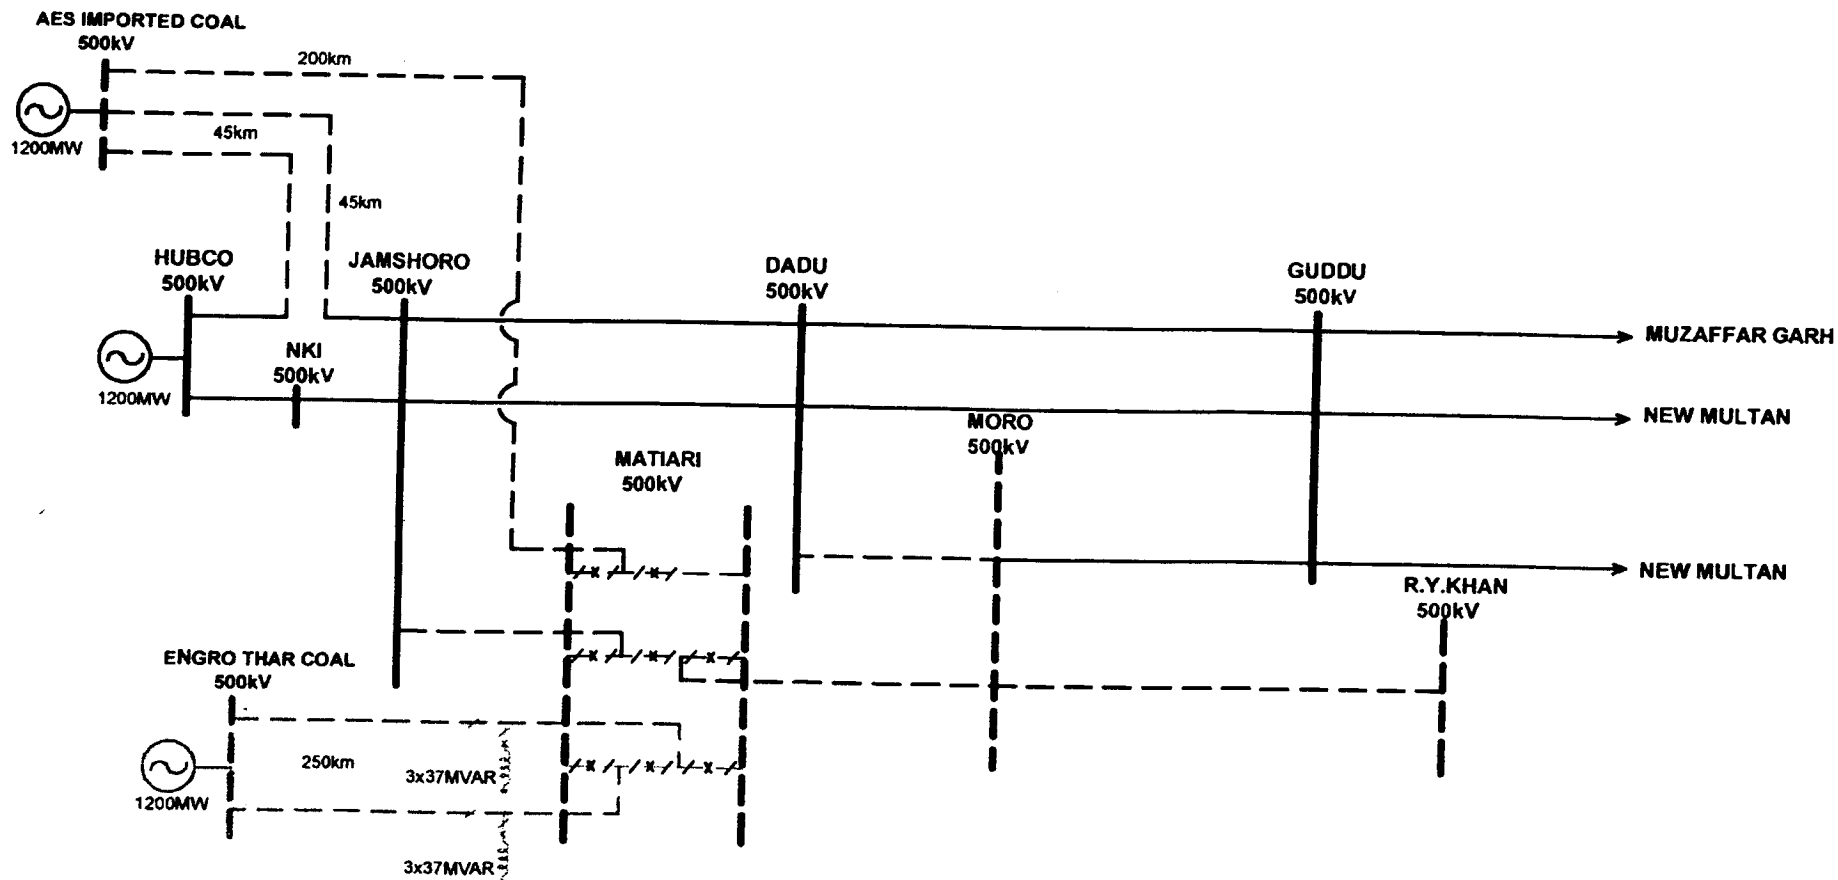 AES IMPORTED COAL
500kV
200km
45km
1200MW
45km
HUBCO
500kV
JAMSHORO
500kV
DADU
500kV
GUDDU
500kV
MUZAFFAR GARH
NKI
500kV
1200MW
NEW MULTAN
MORO
500kV
MATIARI
500kV
NEW MULTAN
R.Y.KHAN
500kV
ENGRO THAR COAL
500kV
250km
3x37MVAR
1200MW
3x37MVAR